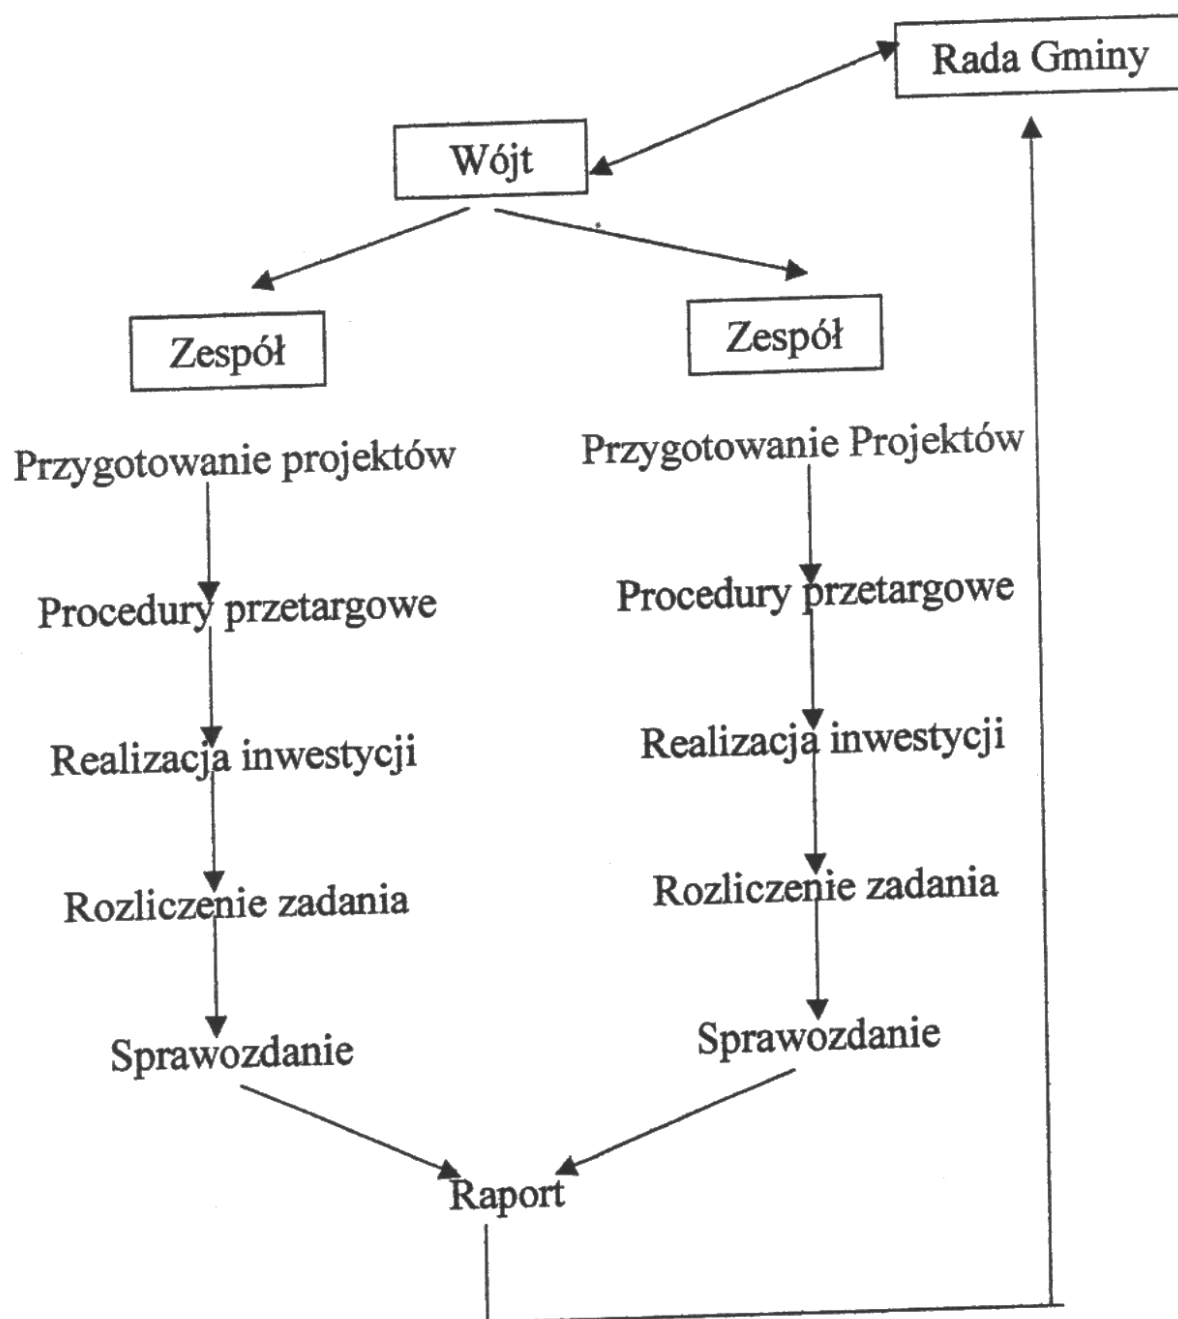 Rada Gminy
Wójt
Zespół
Zespół
Przygotowanie projektów
Przygotowanie Projektów
Procedury przetargowe
Procedury przetargowe
Realizacja inwestycji
Realizacja inwestycji
Rozliczenie zadania
Rozliczenie zadania
Sprawozdanie
Sprawozdanie
Raport